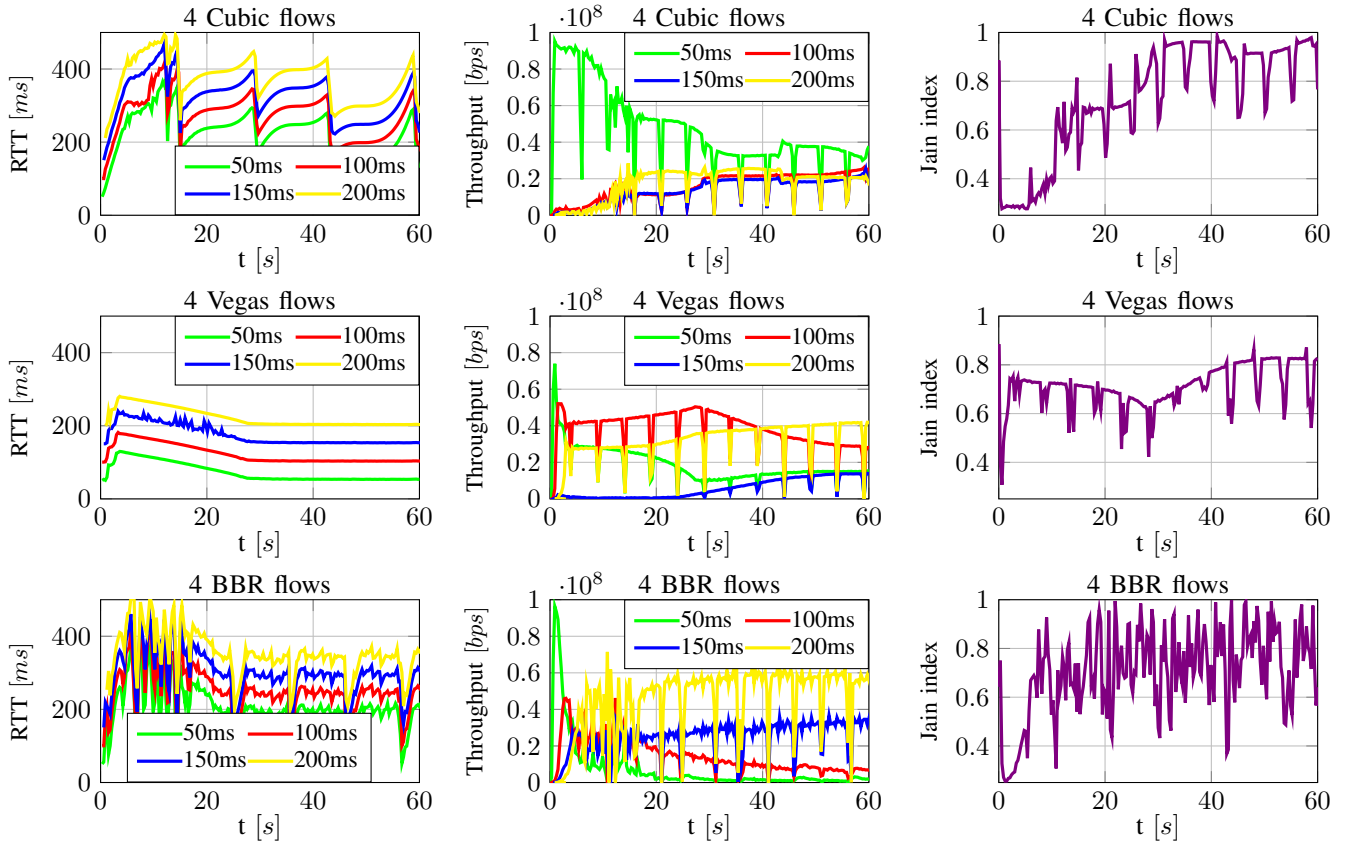 4 Cubic flows
400
200
0
RTT [ms]
50ms 100ms
150ms 200ms
0 20 40 60
t [s]
4 Cubic flows
·10^8
1
0.8
0.6
0.4
0.2
0
Throughput [bps]
50ms 100ms
150ms 200ms
0 20 40 60
t [s]
4 Cubic flows
1
0.8
0.6
0.4
Jain index
0 20 40 60
t [s]
4 Vegas flows
400
200
0
RTT [ms]
50ms 100ms
150ms 200ms
0 20 40 60
t [s]
4 Vegas flows
·10^8
1
0.8
0.6
0.4
0.2
0
Throughput [bps]
50ms 100ms
150ms 200ms
0 20 40 60
t [s]
4 Vegas flows
1
0.8
0.6
0.4
Jain index
0 20 40 60
t [s]
4 BBR flows
400
200
0
RTT [ms]
50ms 100ms
150ms 200ms
0 20 40 60
t [s]
4 BBR flows
·10^8
1
0.8
0.6
0.4
0.2
0
Throughput [bps]
50ms 100ms
150ms 200ms
0 20 40 60
t [s]
4 BBR flows
1
0.8
0.6
0.4
Jain index
0 20 40 60
t [s]